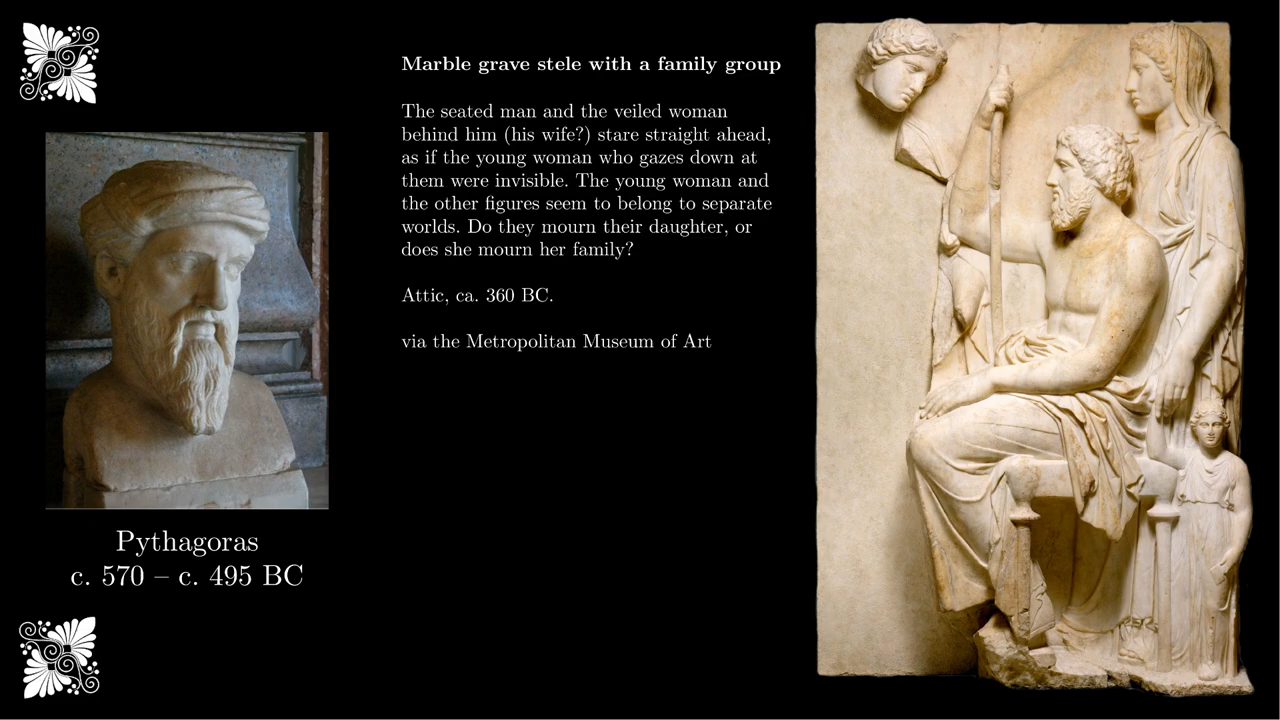 Marble grave stele with a family group
The seated man and the veiled woman
behind him (his wife?) stare straight ahead,
as if the young woman who gazes down at
them were invisible. The young woman and
the other figures seem to belong to separate
worlds. Do they mourn their daughter, or
does she mourn her family?
Attic, ca. 360 BC.
via the Metropolitan Museum of Art
Pythagoras
c. 570 – c. 495 BC